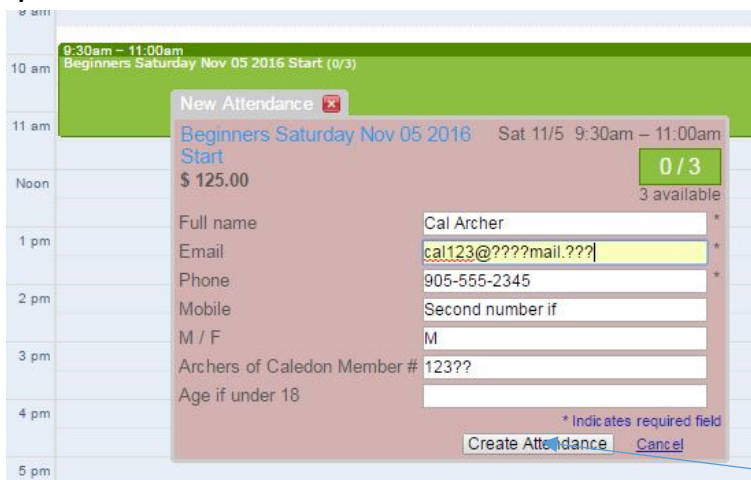 9 am
9:30am – 11:00am
Beginners Saturday Nov 05 2016 Start (0/3)
10 am
New Attendance
11 am
Beginners Saturday Nov 05 2016 Start
Sat 11/5 9:30am – 11:00am
$ 125.00
0 / 3
3 available
Noon
Full name
Cal Archer
*
1 pm
Email
cal123@????mail.???
*
Phone
905-555-2345
*
2 pm
Mobile
Second number if
M / F
M
3 pm
Archers of Caledon Member #
123??
Age if under 18
4 pm
* Indicates required field
Create Attendance
Cancel
5 pm